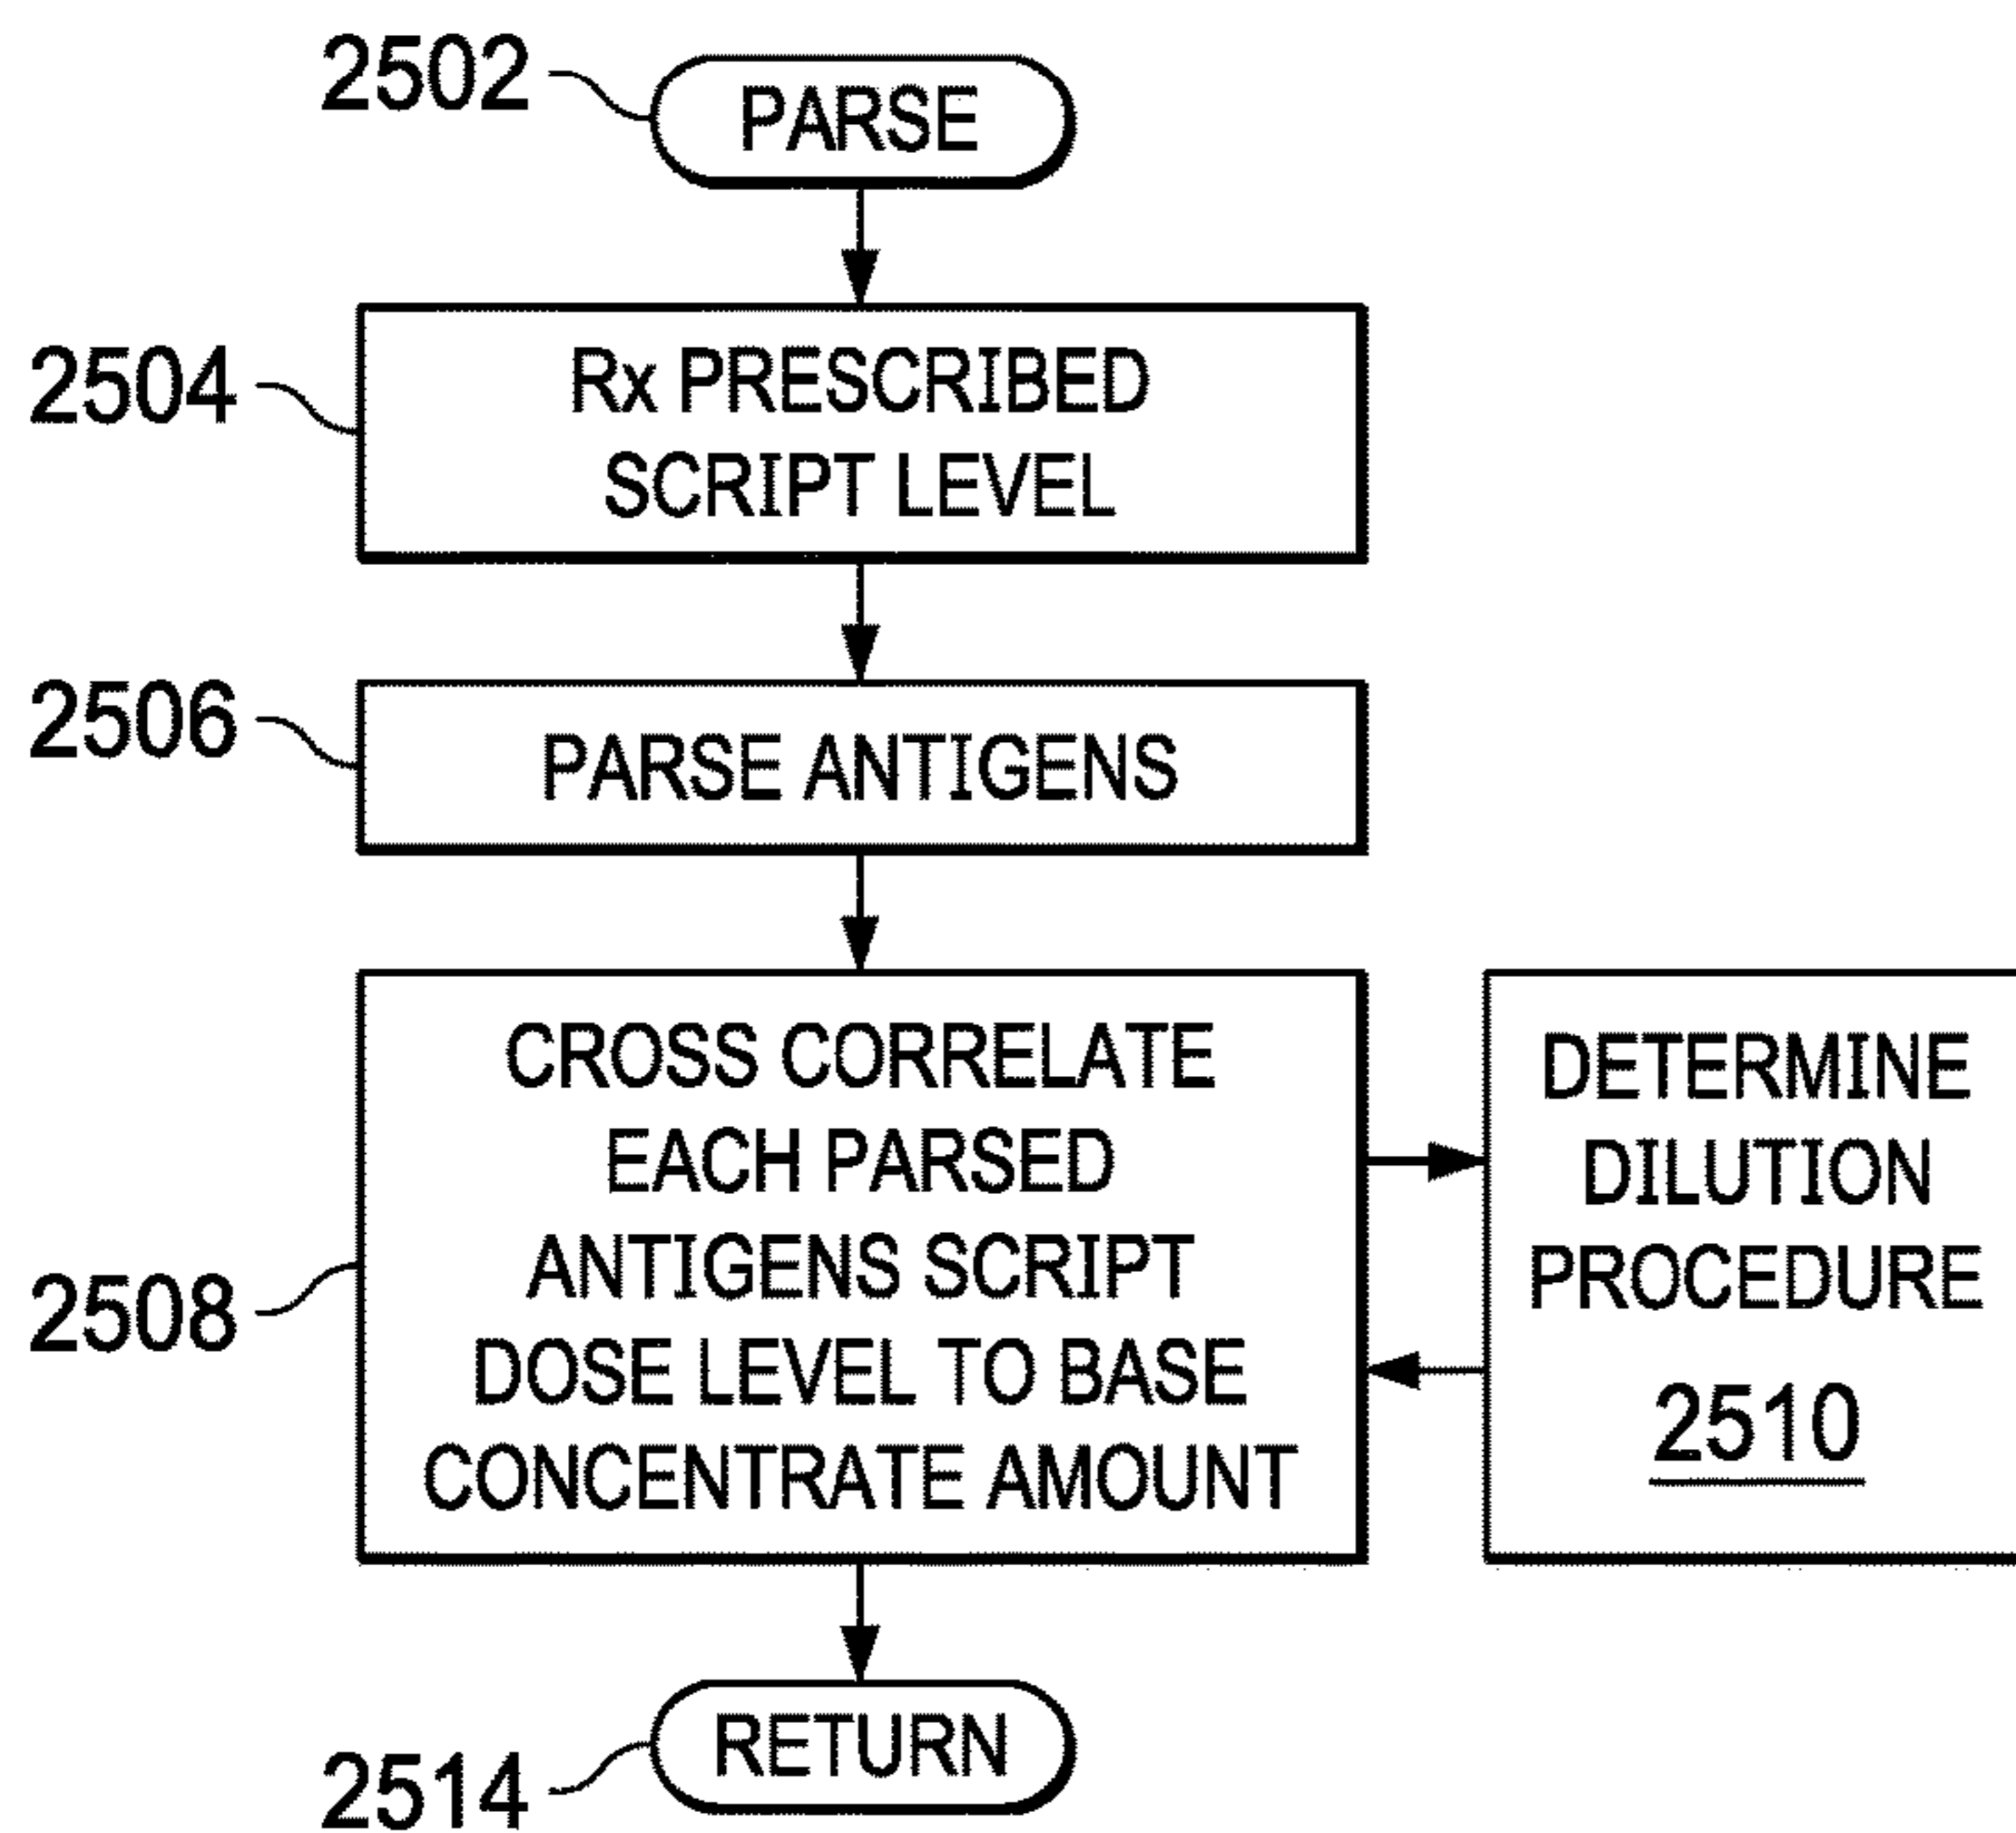 2502
PARSE
2504
Rx PRESCRIBED
SCRIPT LEVEL
2506
PARSE ANTIGENS
2508
CROSS CORRELATE
EACH PARSED
ANTIGENS SCRIPT
DOSE LEVEL TO BASE
CONCENTRATE AMOUNT
DETERMINE
DILUTION
PROCEDURE
2510
2514
RETURN